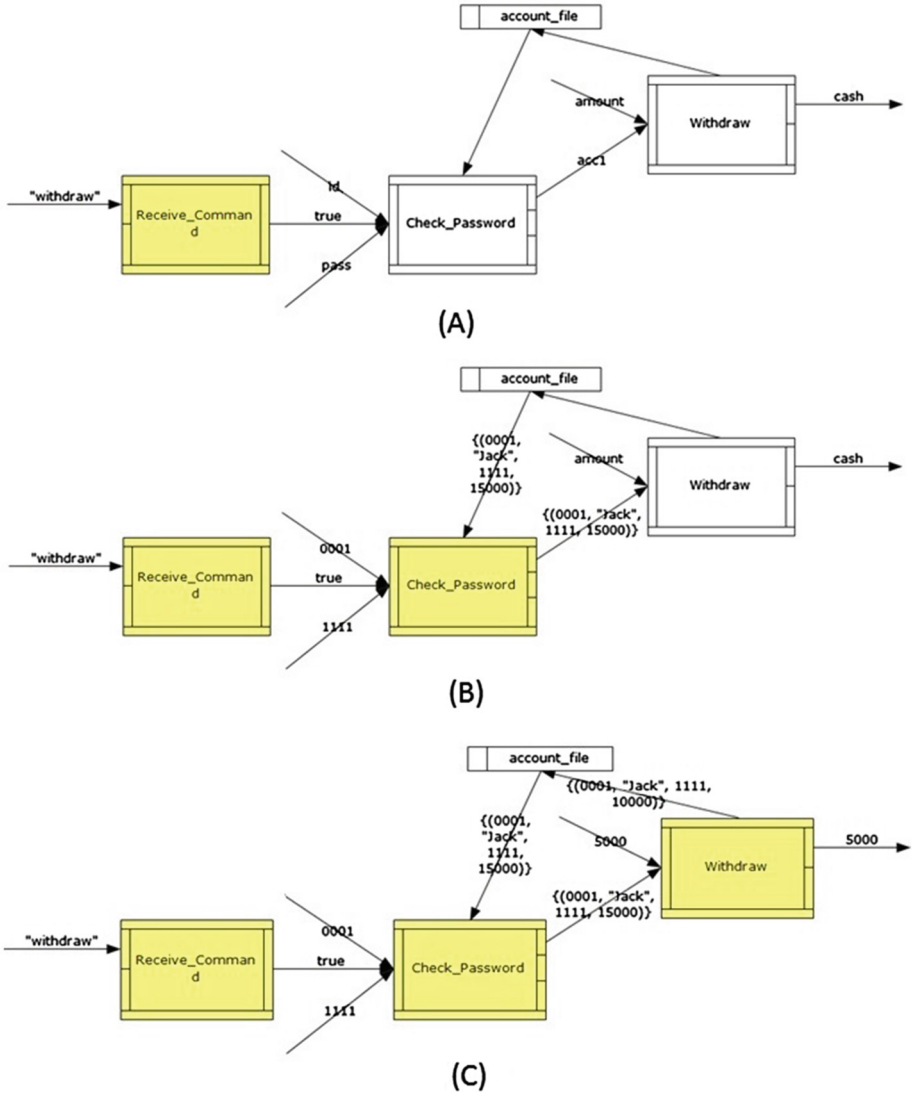 account_file
amount
cash
Withdraw
acc1
id
"withdraw"
Receive_Comman
d
true
Check_Password
pass
(A)
account_file
{(0001,
"Jack",
1111,
15000)}
amount
cash
Withdraw
{(0001, "Jack",
1111, 15000)}
0001
"withdraw"
Receive_Comman
d
true
Check_Password
1111
(B)
account_file
{(0001, "Jack", 1111,
10000)}
{(0001,
"Jack",
1111,
15000)}
5000
5000
Withdraw
{(0001, "Jack",
1111, 15000)}
0001
"withdraw"
Receive_Comman
d
true
Check_Password
1111
(C)